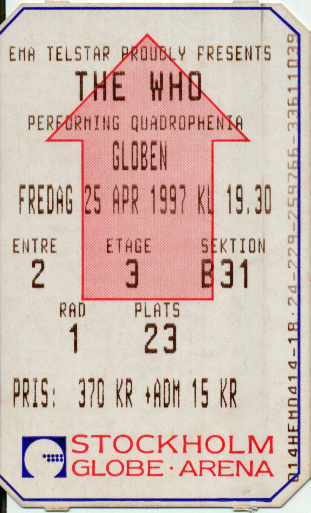 EMA TELSTAR PROUDLY PRESENTS
THE WHO
PERFORMING QUADROPHENIA
GLOBEN
FREDAG 25 APR 1997 KL 19.30
ENTRE ETAGE SEKTION
2 3 B31
RAD PLATS
1 23
PRIS: 370 KR +ADM 15 KR
STOCKHOLM
GLOBE·ARENA
014HEM0414-18-24-229-259766-33611039